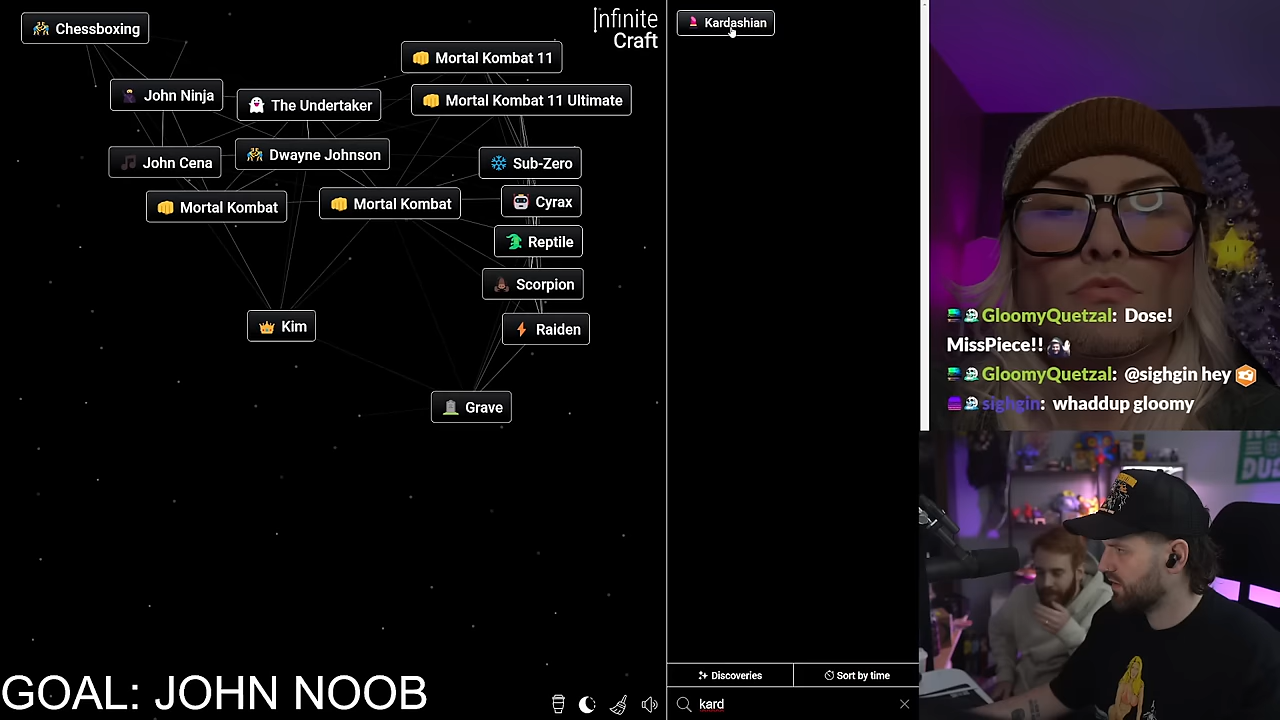 Chessboxing
Infinite
Craft
Mortal Kombat 11
John Ninja
The Undertaker
Mortal Kombat 11 Ultimate
John Cena
Dwayne Johnson
Sub-Zero
Mortal Kombat
Mortal Kombat
Cyrax
Reptile
Scorpion
Kim
Raiden
Grave
GOAL: JOHN NOOB
Kardashian
Discoveries
Sort by time
kard
GloomyQuetzal: Dose!
MissPiece!!
GloomyQuetzal: @sighgin hey
sighgin: whaddup gloomy